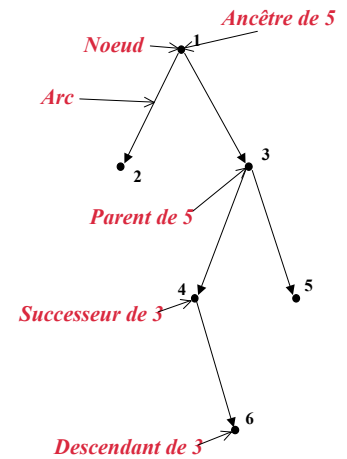 Ancêtre de 5
Noeud
1
Arc
2
3
Parent de 5
4
5
Successeur de 3
6
Descendant de 3